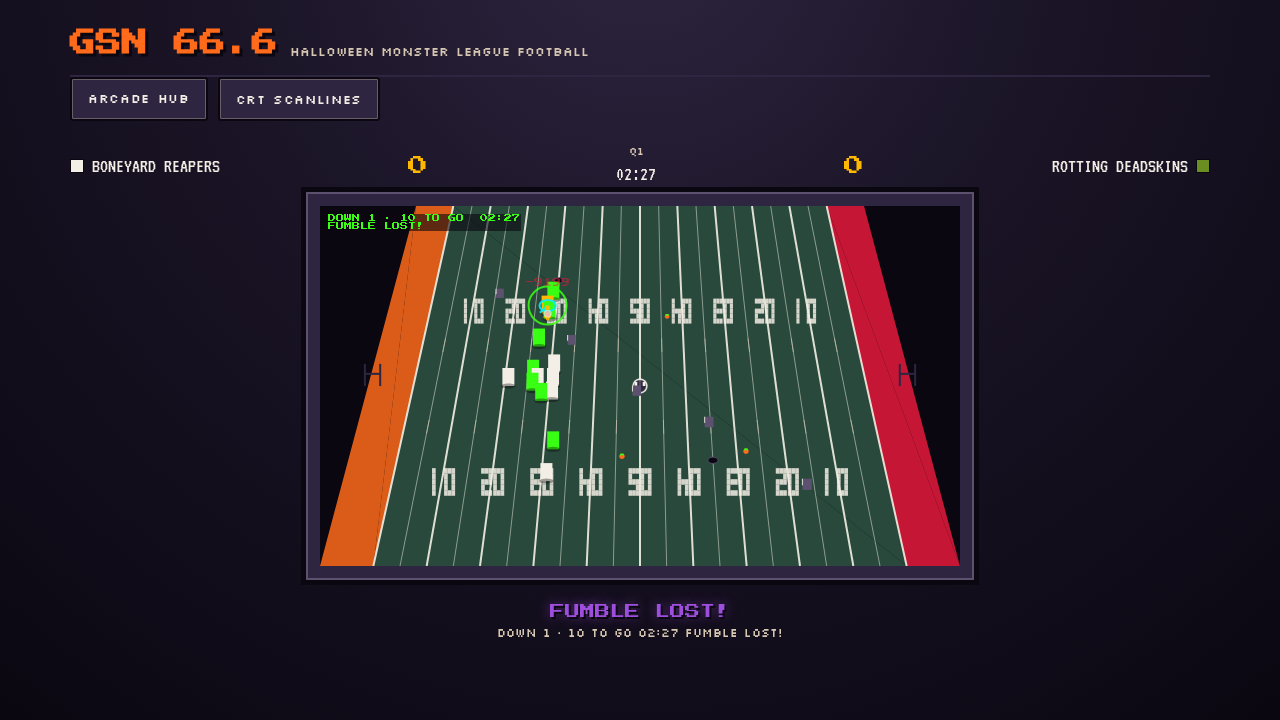 GSN 66.6 HALLOWEEN MONSTER LEAGUE FOOTBALL
ARCADE HUB CRT SCANLINES
BONEYARD REAPERS 0 Q1 0 ROTTING DEADSKINS
02:27
DOWN 1 · 10 TO GO 02:27
FUMBLE LOST!
10 20 40 50 40 30 20 10
10 20 30 40 50 40 30 20 10
FUMBLE LOST!
DOWN 1 · 10 TO GO 02:27 FUMBLE LOST!